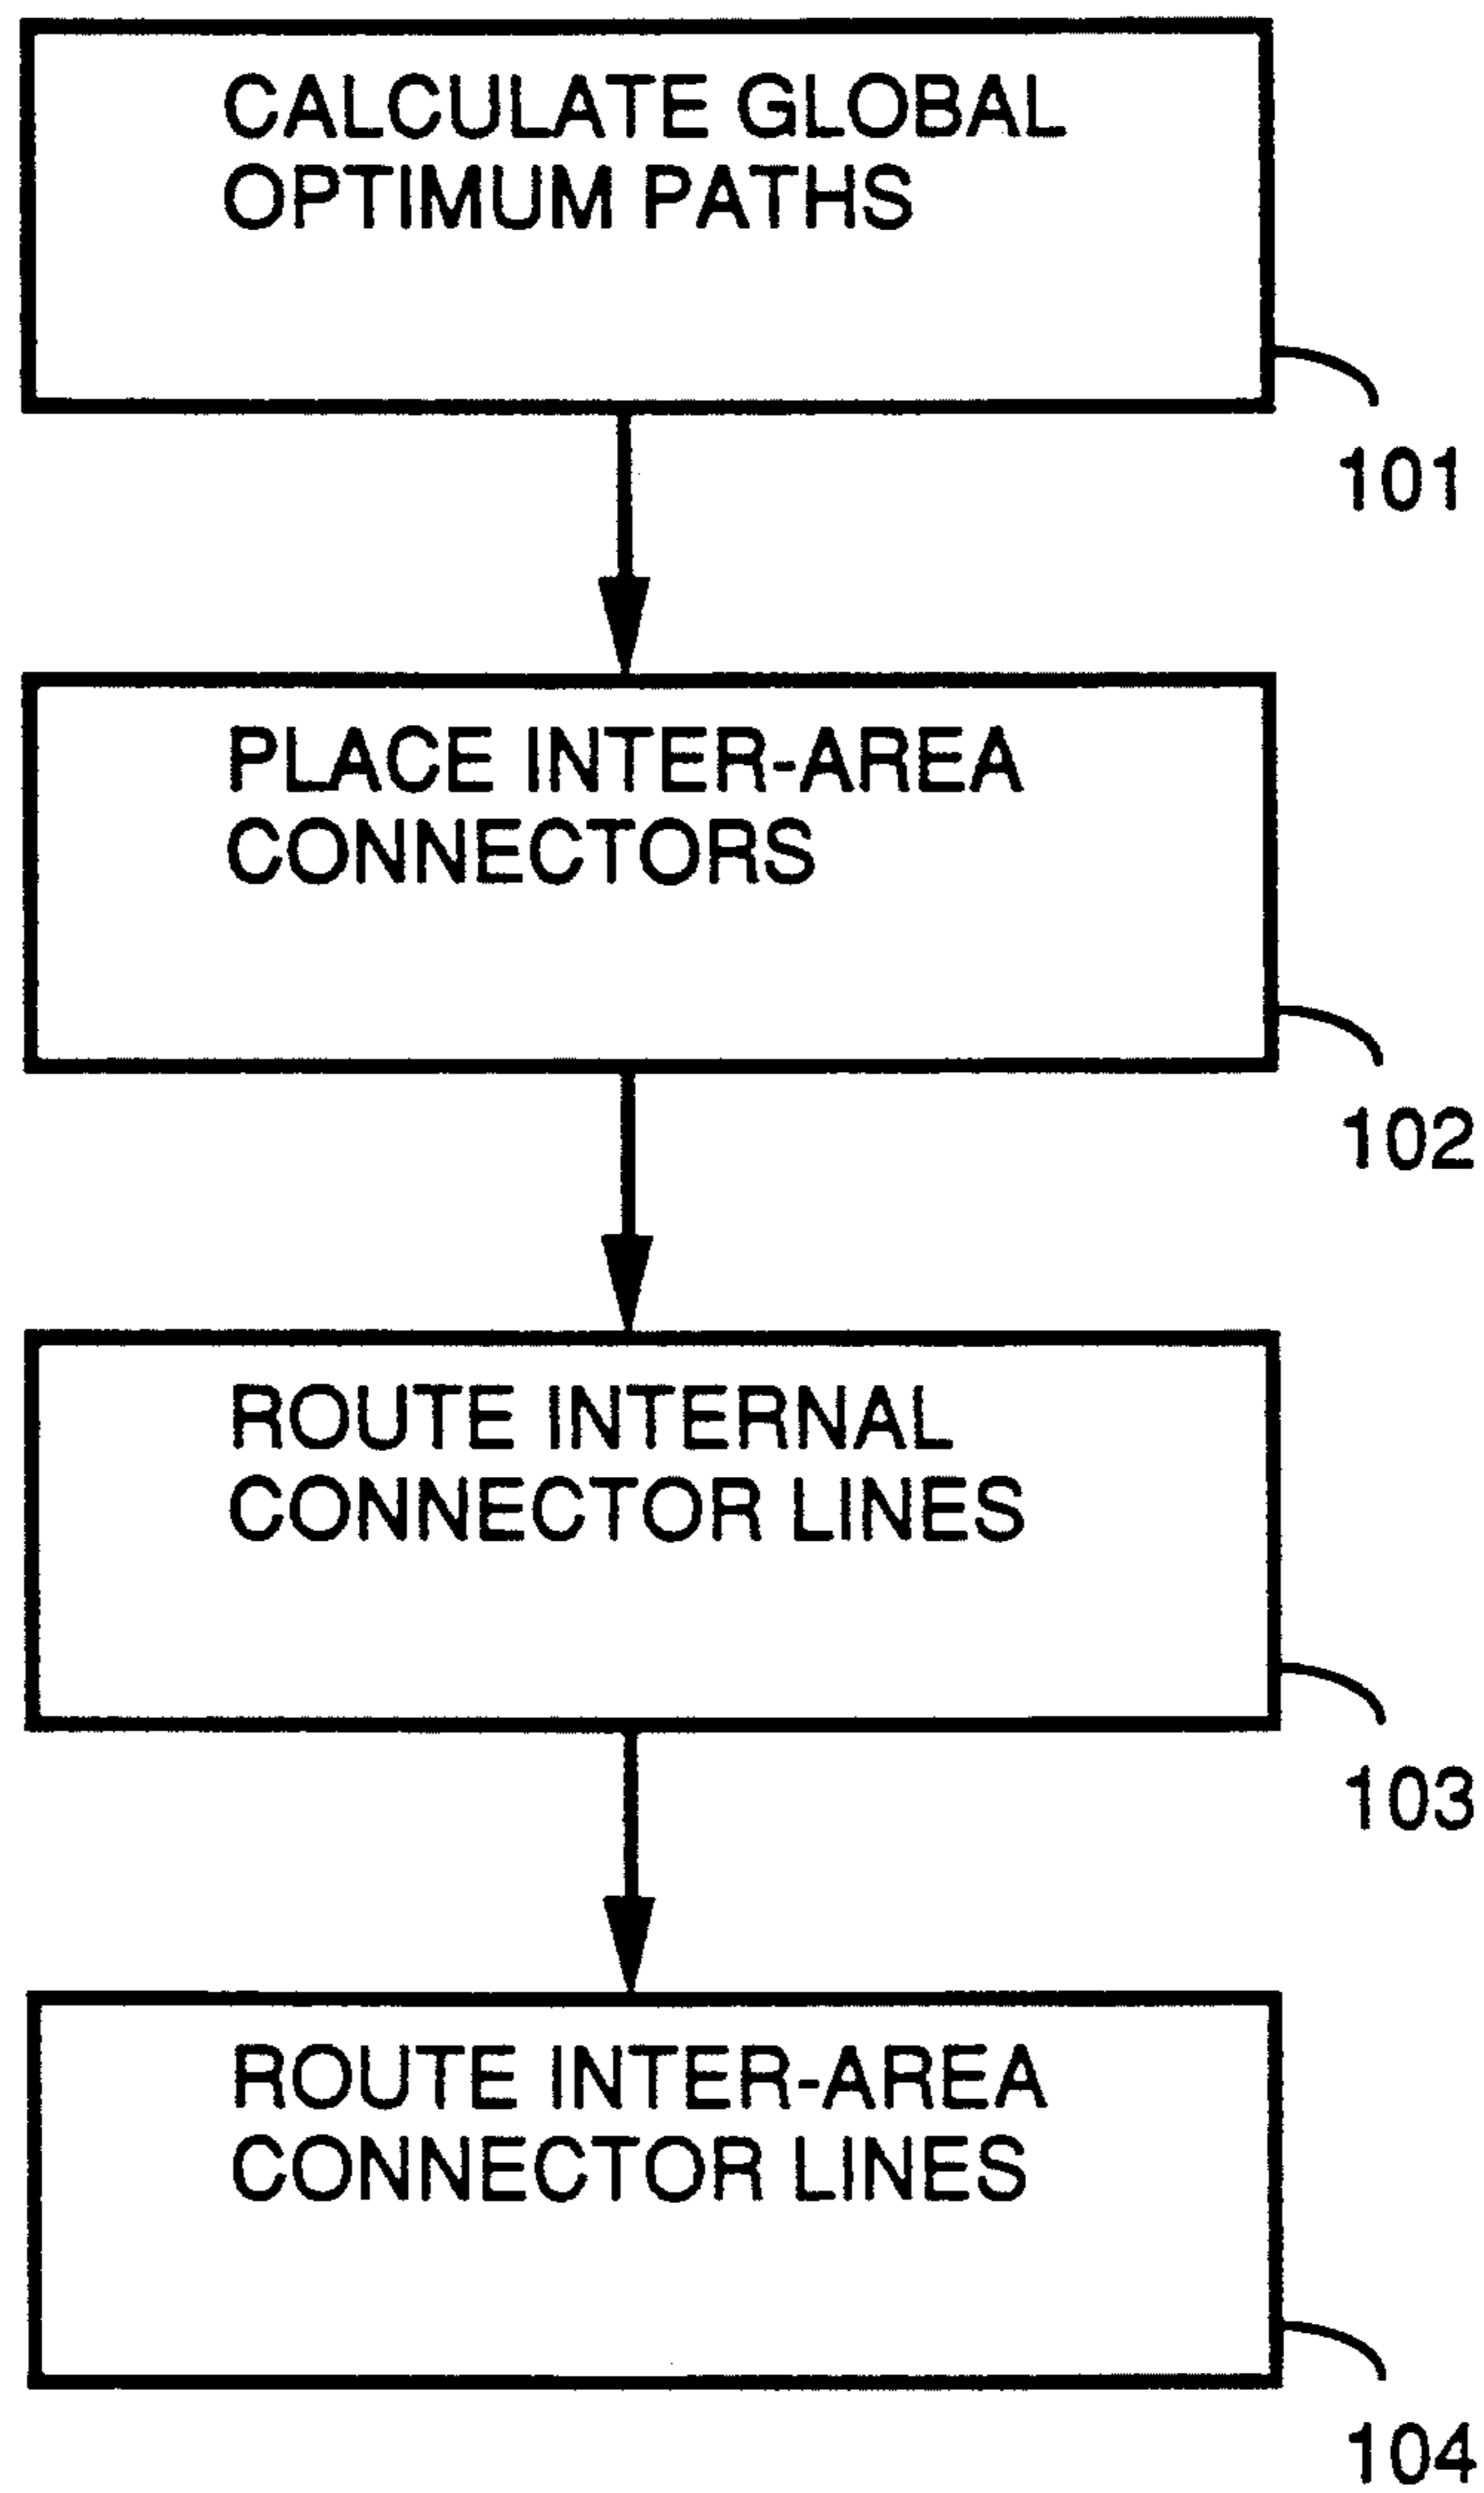 CALCULATE GLOBAL
OPTIMUM PATHS
101
PLACE INTER-AREA
CONNECTORS
102
ROUTE INTERNAL
CONNECTOR LINES
103
ROUTE INTER-AREA
CONNECTOR LINES
104